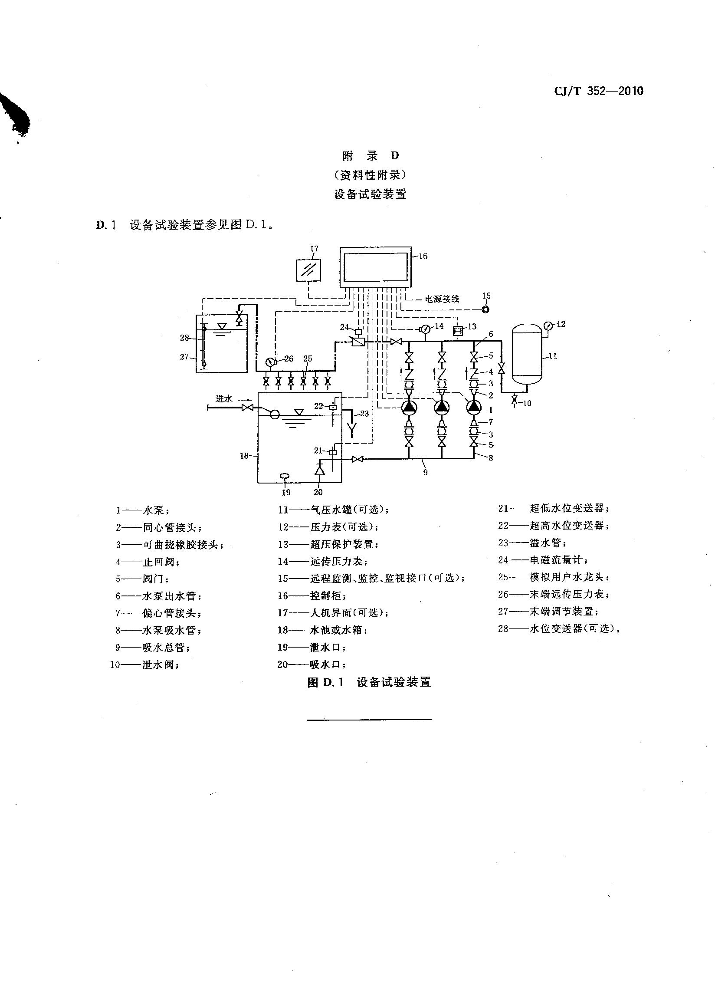 CJ/T 352—2010
附 录 D
(资料性附录)
设备试验装置
D.1 设备试验装置参见图 D.1。
17
16
电源接线
15
24
14
13
12
28
6
27
26
25
5
11
4
3
进水
22
2
10
23
1
7
3
21
5
18
8
9
19
20
1——水泵;
2——同心管接头;
3——可曲挠橡胶接头;
4——止回阀;
5——阀门;
6——水泵出水管;
7——偏心管接头;
8——水泵吸水管;
9——吸水总管;
10——泄水阀;
11——气压水罐(可选);
12——压力表(可选);
13——超压保护装置;
14——远传压力表;
15——远程监测、监控、监视接口(可选);
16——控制柜;
17——人机界面(可选);
18——水池或水箱;
19——泄水口;
20——吸水口;
21——超低水位变送器;
22——超高水位变送器;
23——溢水管;
24——电磁流量计;
25——模拟用户水龙头;
26——末端远传压力表;
27——末端调节装置;
28——水位变送器(可选)。
图 D.1 设备试验装置